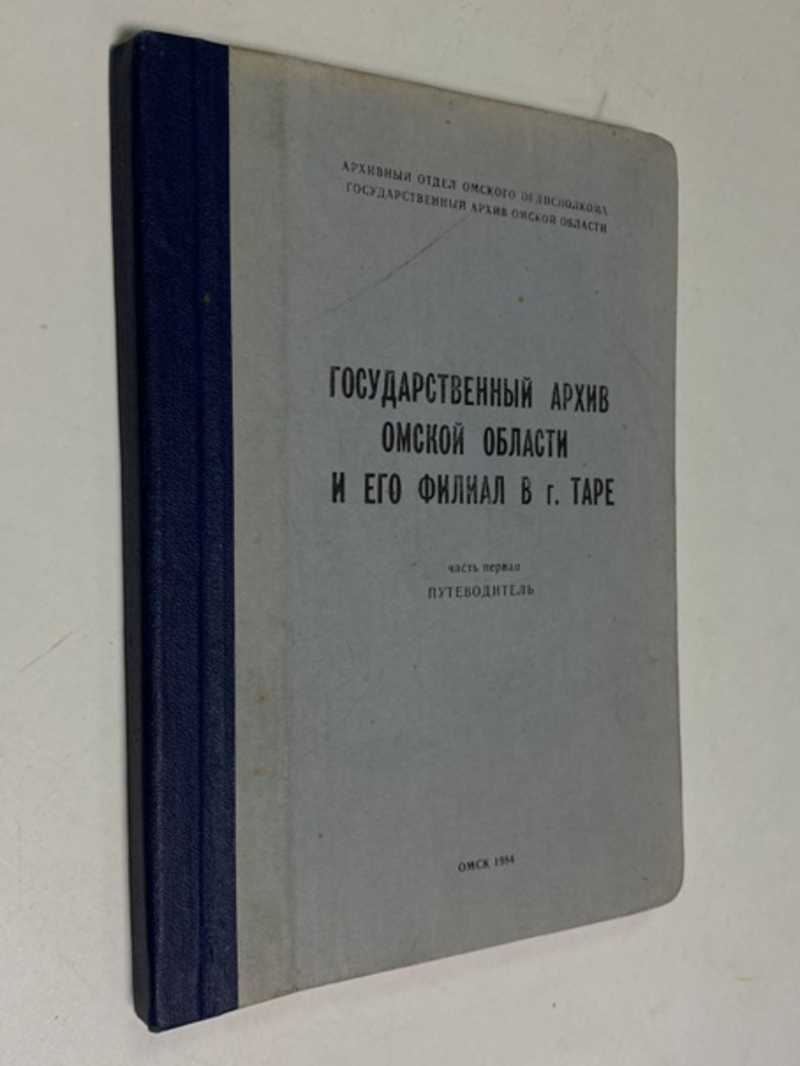 АРХИВНЫЙ ОТДЕЛ ОМСКОГО ОБЛИСПОЛКОМА
ГОСУДАРСТВЕННЫЙ АРХИВ ОМСКОЙ ОБЛАСТИ
ГОСУДАРСТВЕННЫЙ АРХИВ
ОМСКОЙ ОБЛАСТИ
И ЕГО ФИЛИАЛ В г. ТАРЕ
часть первая
ПУТЕВОДИТЕЛЬ
ОМСК 1984